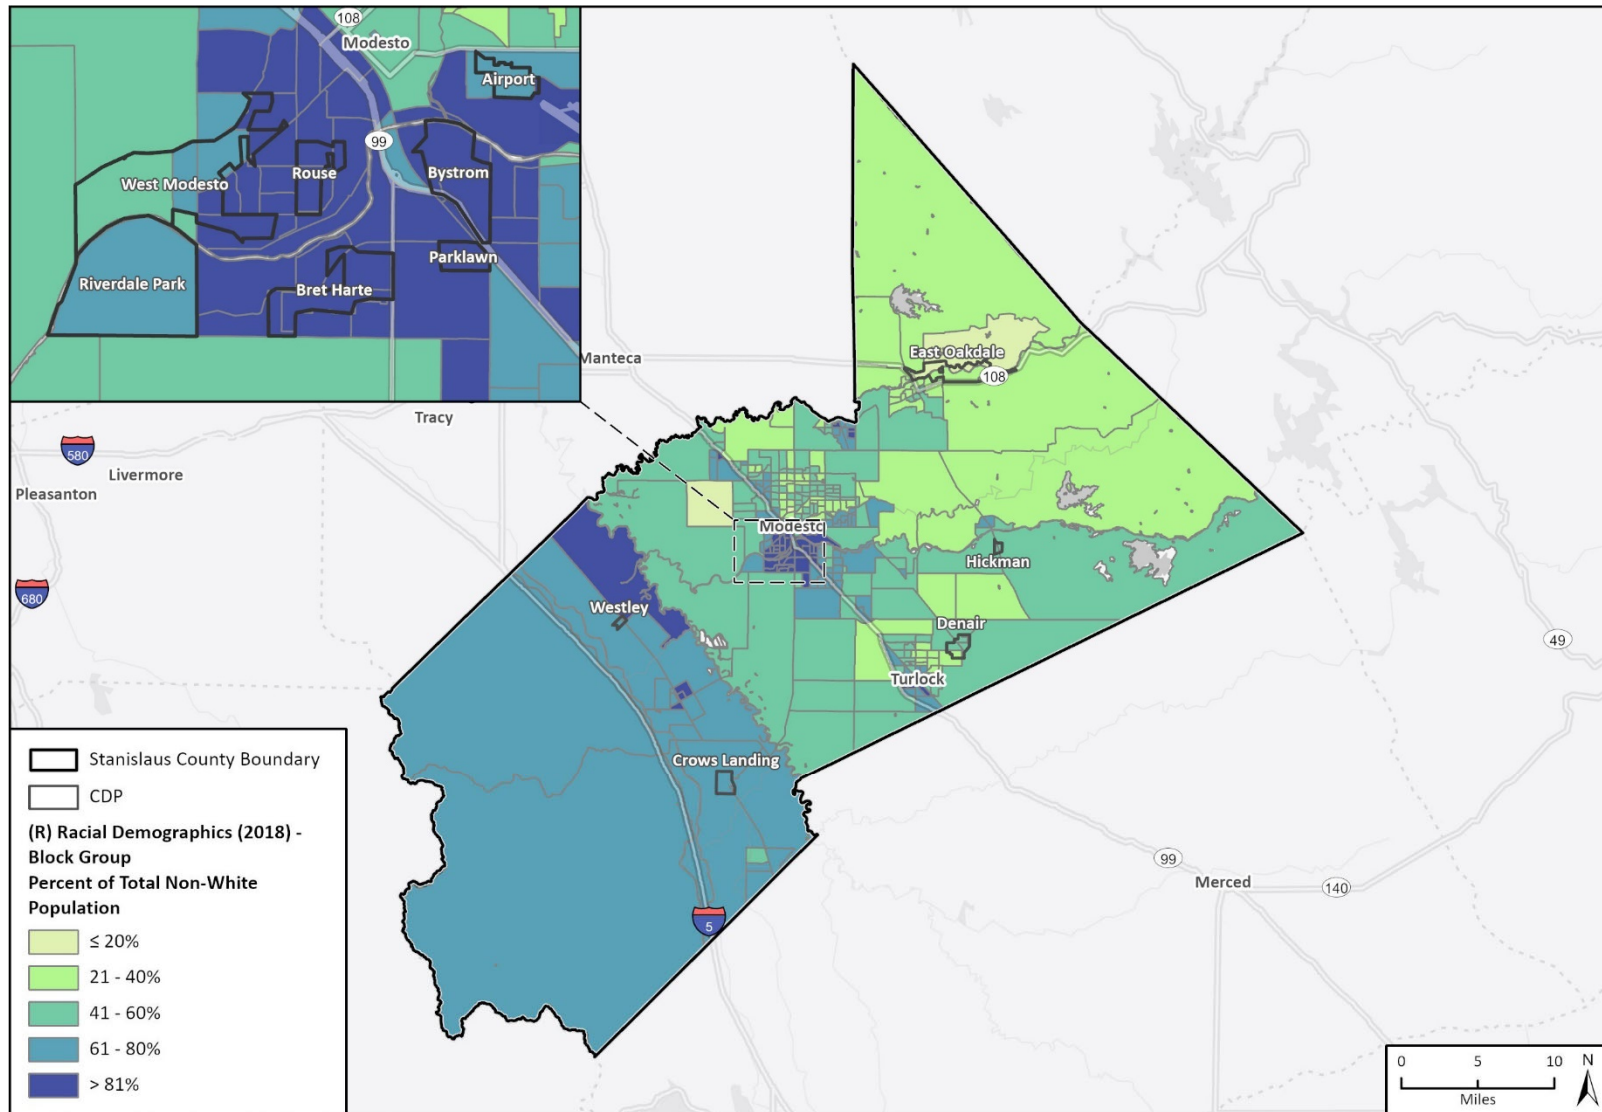 108
Modesto
Airport
99
West Modesto
Rouse
Bystrom
Riverdale Park
Bret Harte
Parklawn
Manteca
Tracy
580
Livermore
Pleasanton
680
East Oakdale
108
Modesto
Hickman
Westley
Denair
Turlock
49
Crows Landing
5
99
Merced
140
Stanislaus County Boundary
CDP
(R) Racial Demographics (2018) -
Block Group
Percent of Total Non-White
Population
≤ 20%
21 - 40%
41 - 60%
61 - 80%
> 81%
0 5 10
Miles
N